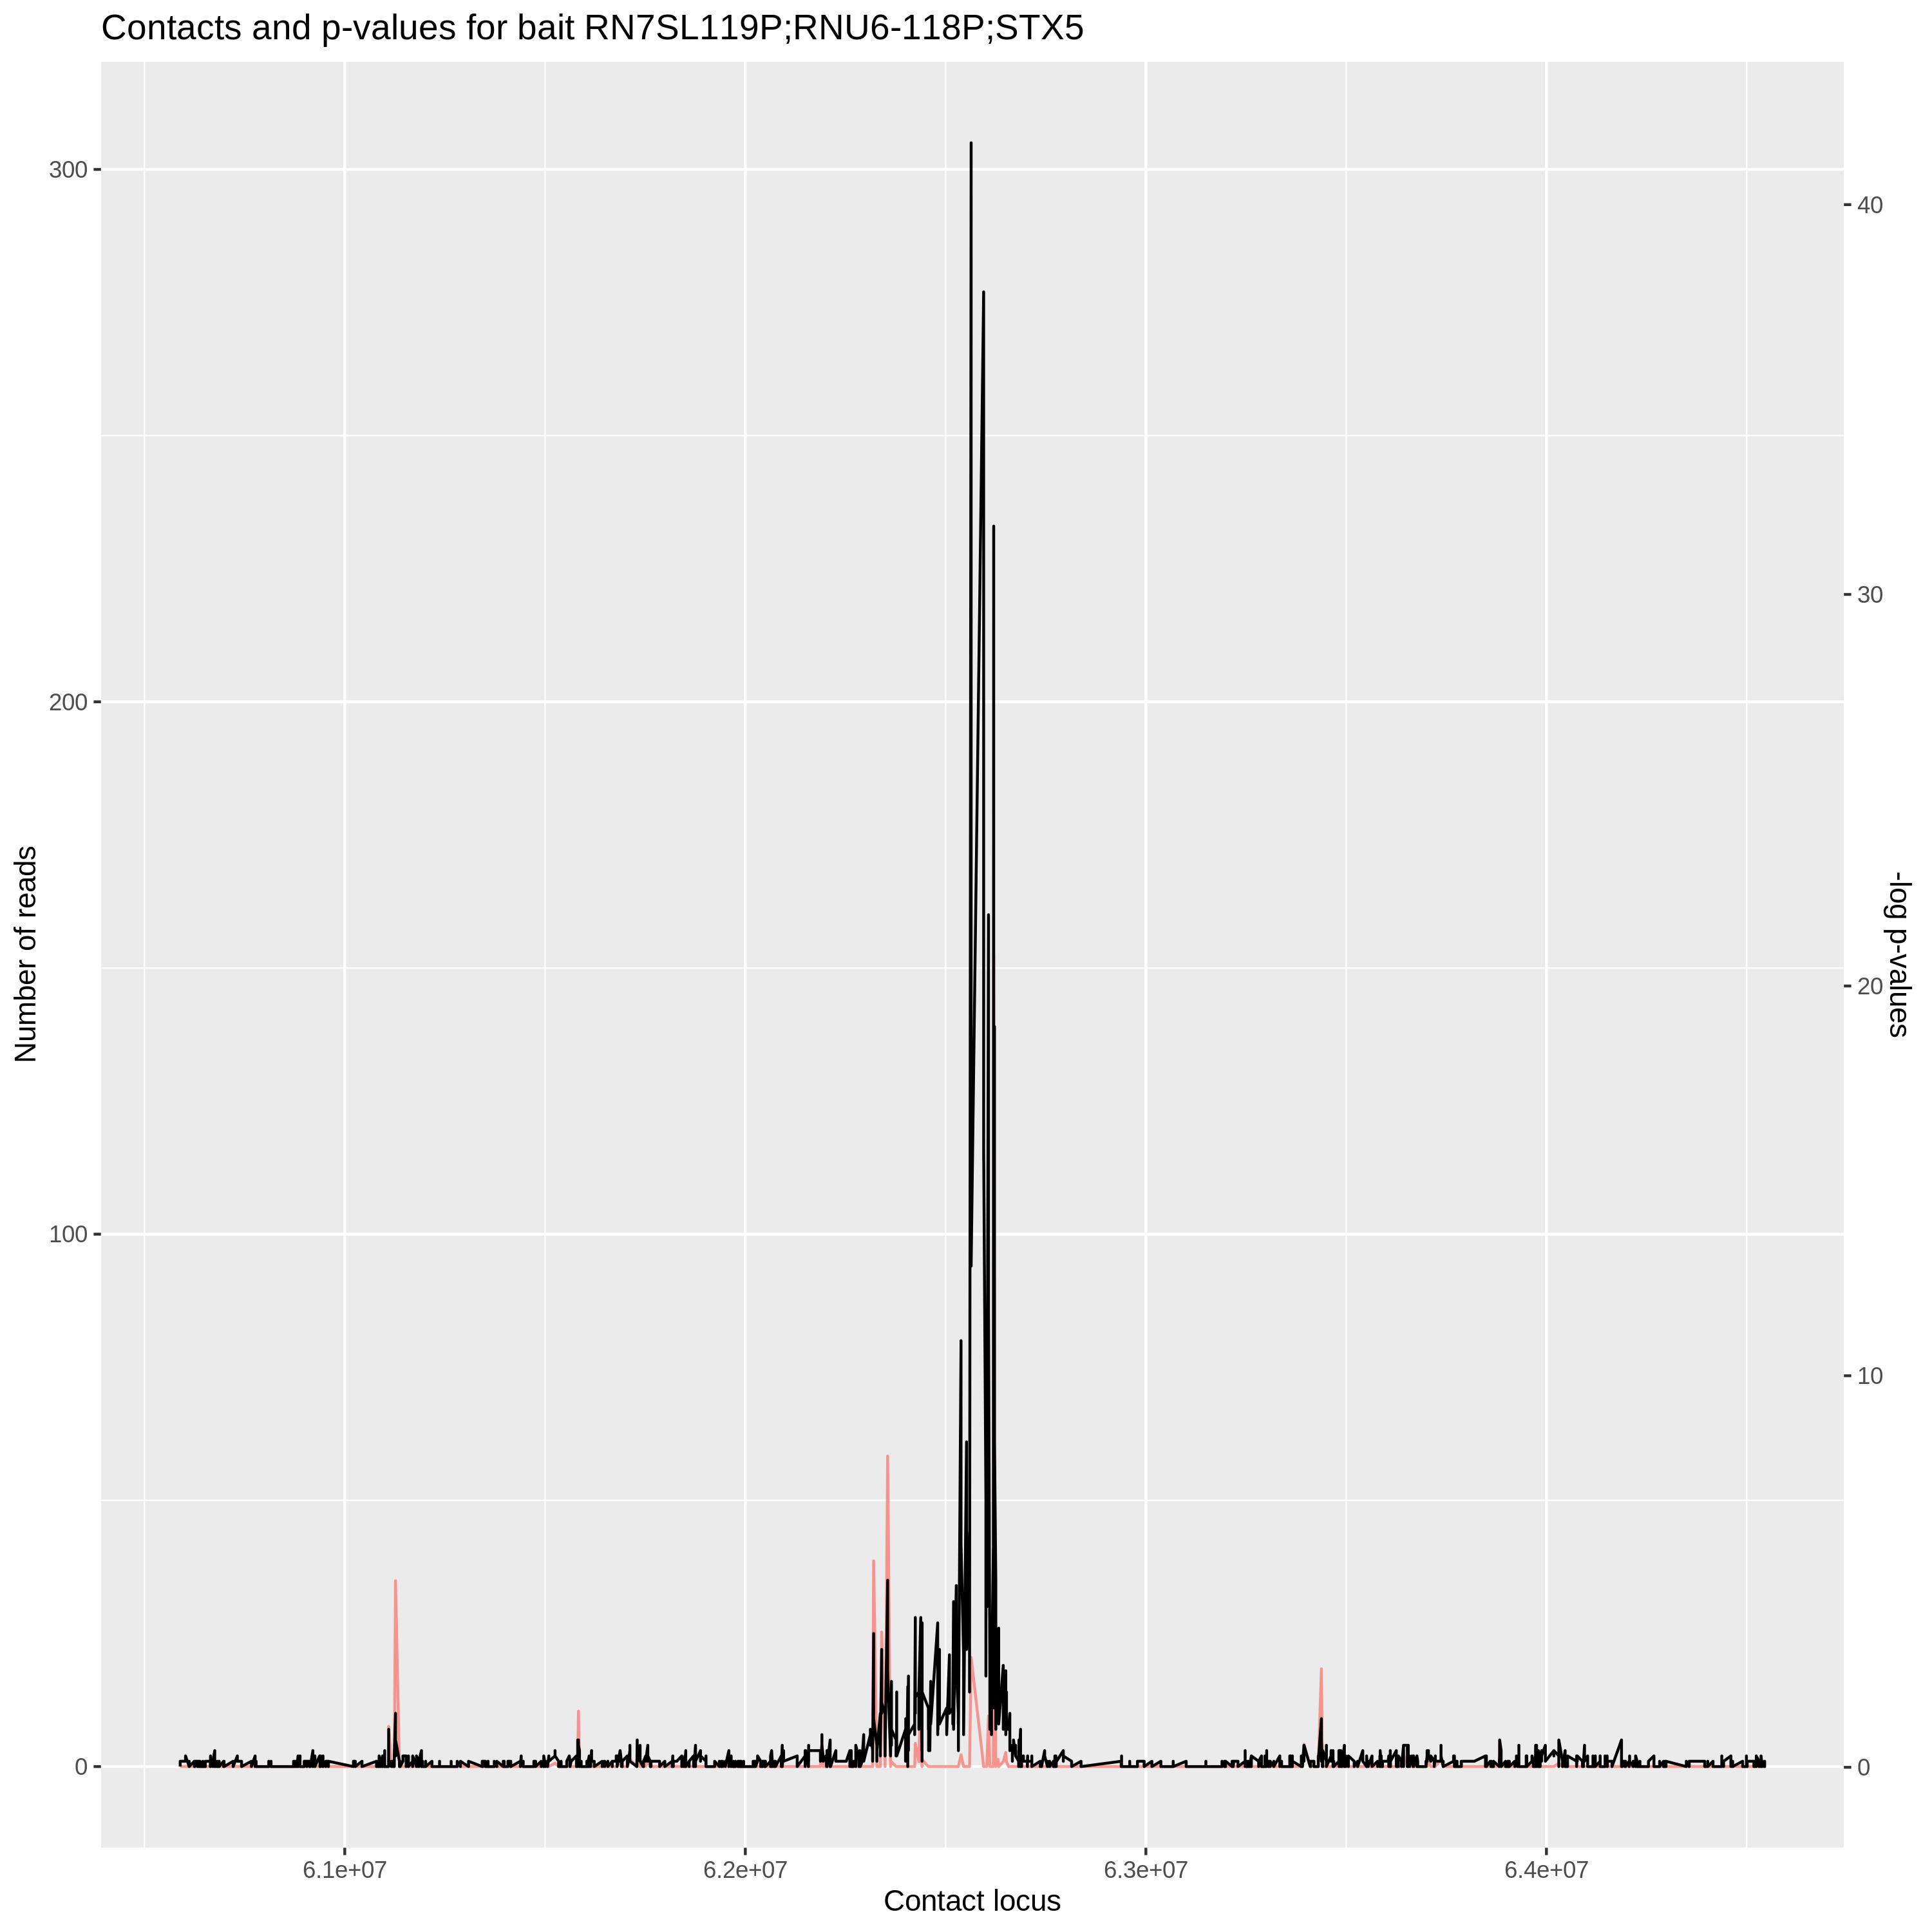 Contacts and p-values for bait RN7SL119P;RNU6-118P;STX5
300
200
100
0
Number of reads
40
30
20
10
0
-log p-values
6.1e+07
6.2e+07
6.3e+07
6.4e+07
Contact locus